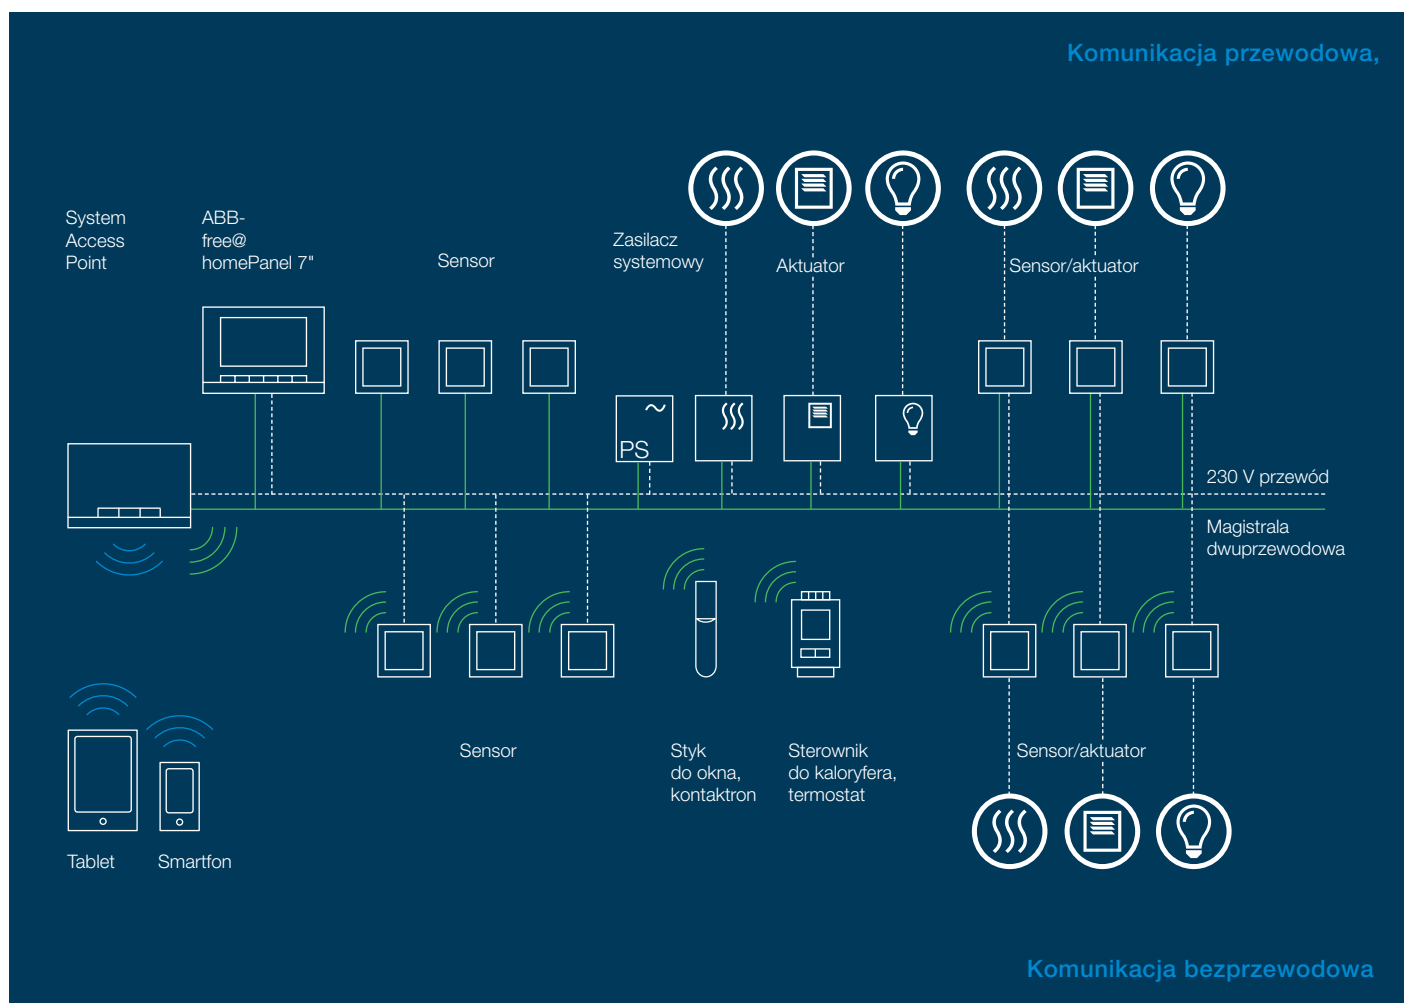 Komunikacja przewodowa,
System
Access
Point
ABB-
free@
homePanel 7"
Sensor
Zasilacz
systemowy
Aktuator
Sensor/aktuator
PS
230 V przewód
Magistrala
dwuprzewodowa
Sensor
Styk
do okna,
kontaktron
Sterownik
do kaloryfera,
termostat
Sensor/aktuator
Tablet
Smartfon
Komunikacja bezprzewodowa